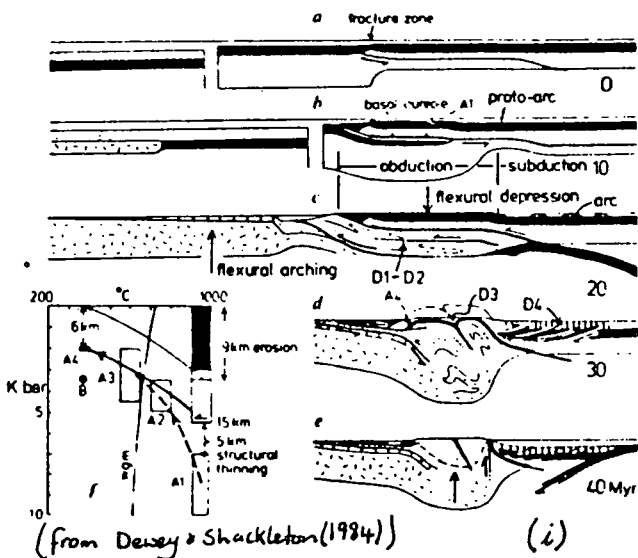 a
fracture zone
0
b
A1
proto-arc
abduction
subduction
10
c
flexural depression
arc
flexural arching
D1-D2
20
200
°C
1000
6km
9km erosion
d
A4
D3
D4
30
A4
A3
K bar
B
5
A2
15km
5km
structural
thinning
A1
f
10
e
40 Myr
(from Dewey & Shackleton (1984))
(i)